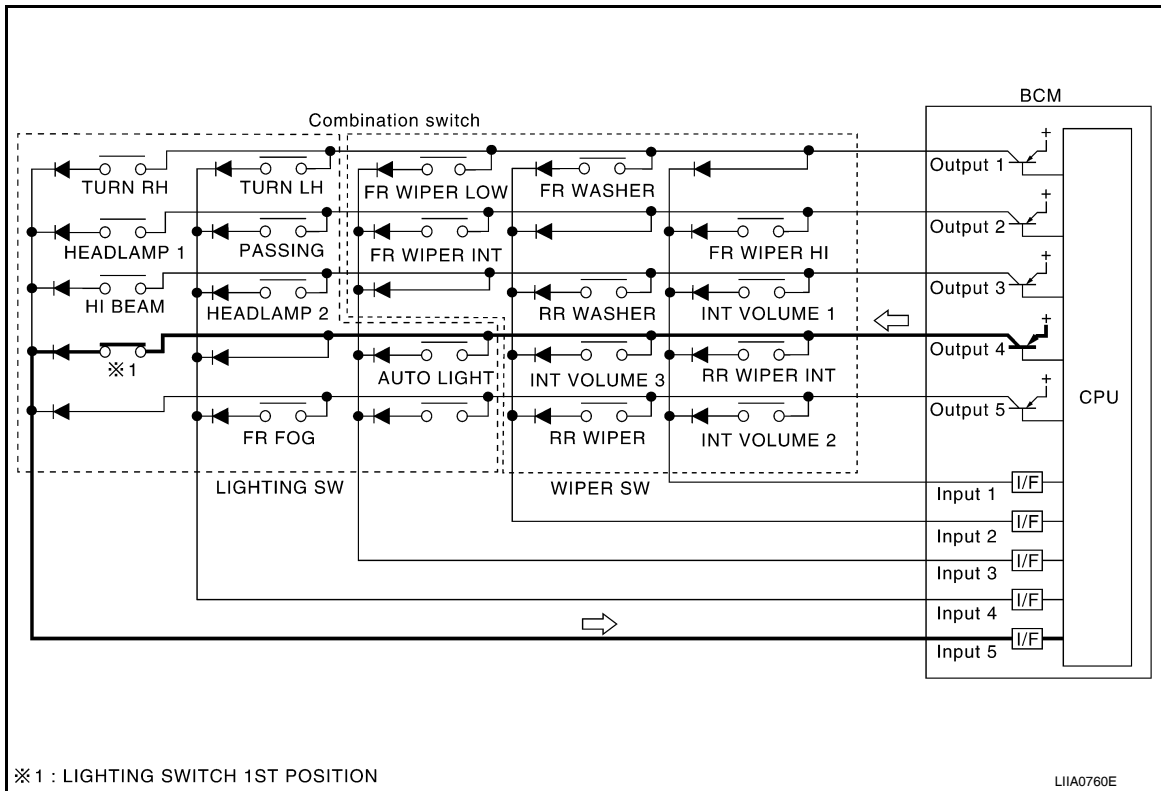 BCM
Combination switch
+
Output 1
TURN RH
TURN LH
FR WIPER LOW
FR WASHER
+
Output 2
HEADLAMP 1
PASSING
FR WIPER INT
FR WIPER HI
+
Output 3
HI BEAM
HEADLAMP 2
RR WASHER
INT VOLUME 1
+
Output 4
※1
AUTO LIGHT
INT VOLUME 3
RR WIPER INT
CPU
+
Output 5
FR FOG
RR WIPER
INT VOLUME 2
LIGHTING SW
WIPER SW
Input 1
I/F
Input 2
I/F
Input 3
I/F
Input 4
I/F
Input 5
I/F
※1 : LIGHTING SWITCH 1ST POSITION
LIIA0760E